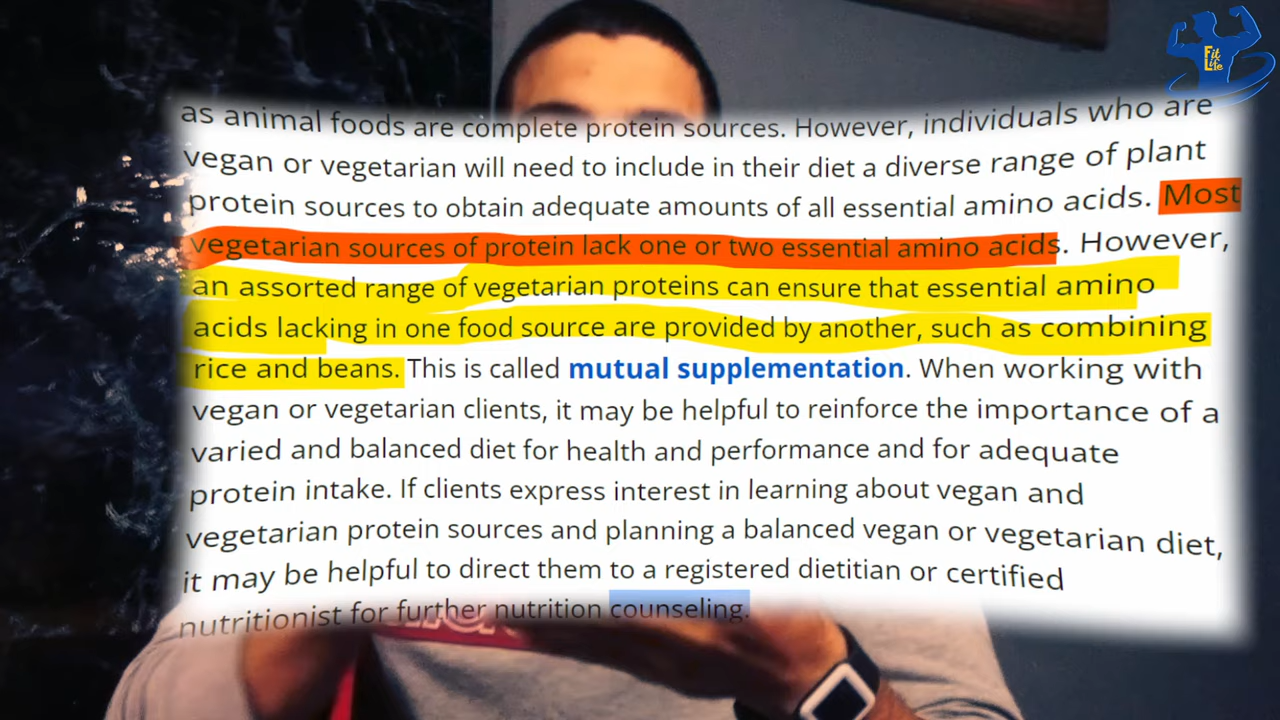 Fit
Life
as animal foods are complete protein sources. However, individuals who are
vegan or vegetarian will need to include in their diet a diverse range of plant
protein sources to obtain adequate amounts of all essential amino acids. Most
vegetarian sources of protein lack one or two essential amino acids. However,
an assorted range of vegetarian proteins can ensure that essential amino
acids lacking in one food source are provided by another, such as combining
rice and beans. This is called mutual supplementation. When working with
vegan or vegetarian clients, it may be helpful to reinforce the importance of a
varied and balanced diet for health and performance and for adequate
protein intake. If clients express interest in learning about vegan and
vegetarian protein sources and planning a balanced vegan or vegetarian diet,
it may be helpful to direct them to a registered dietitian or certified
nutritionist for further nutrition counseling.